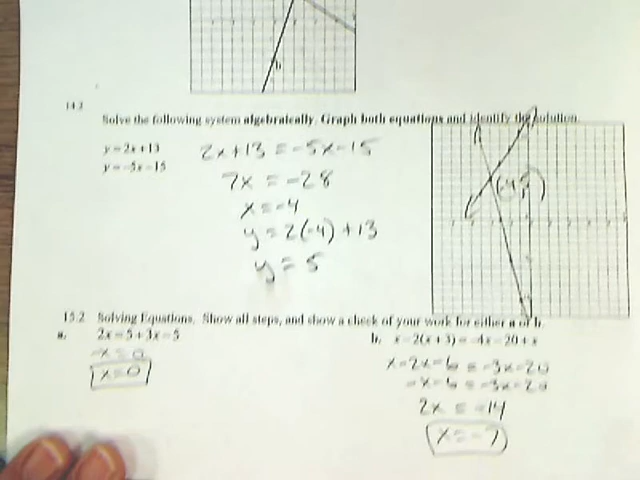 14.2
Solve the following system algebraically. Graph both equations and identify the solution.
y = 2x + 13
y = -5x - 15
2x+13 = -5x-15
7x = -28
x = -4
y = 2(-4) +13
y = 5
(-4, 5)
15.2 Solving Equations. Show all steps, and show a check of your work for either a or b.
a. 2x - 5 + 3x - 5
-x = 0
x = 0
b. x - 2(x + 3) = -4x - 20 + x
x - 2x - 6 = -3x - 20
-x - 6 = -3x - 20
2x = -14
x = -7